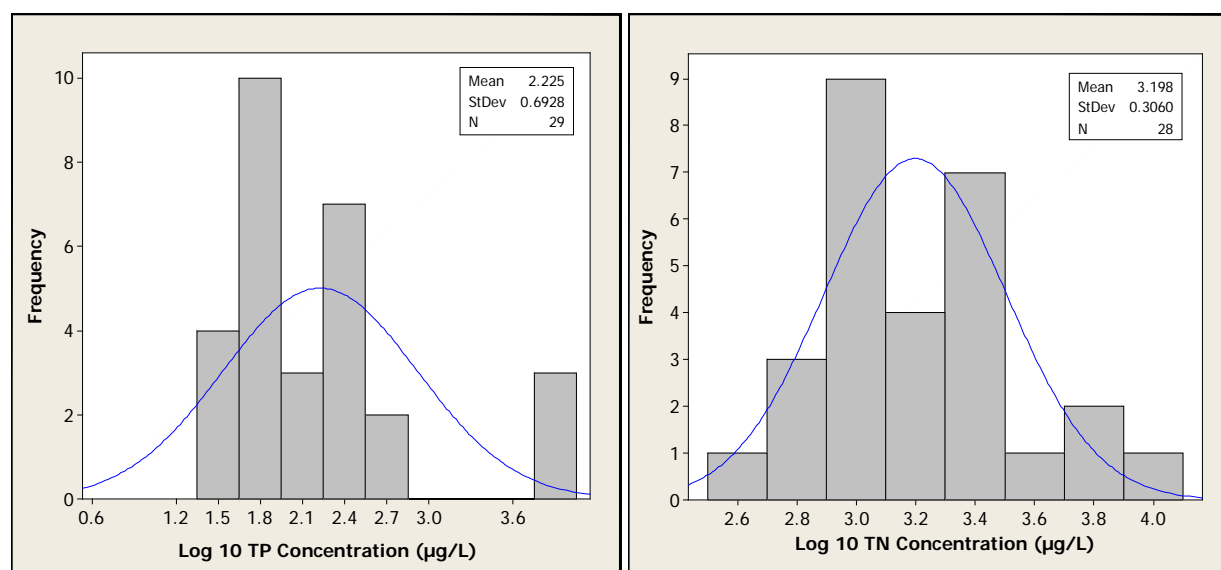 10
8
6
4
2
0
Frequency
Mean 2.225
StDev 0.6928
N 29
0.6 1.2 1.5 1.8 2.1 2.4 2.7 3.0 3.6
Log 10 TP Concentration (µg/L)
9
8
7
6
5
4
3
2
1
0
Frequency
Mean 3.198
StDev 0.3060
N 28
2.6 2.8 3.0 3.2 3.4 3.6 3.8 4.0
Log 10 TN Concentration (µg/L)